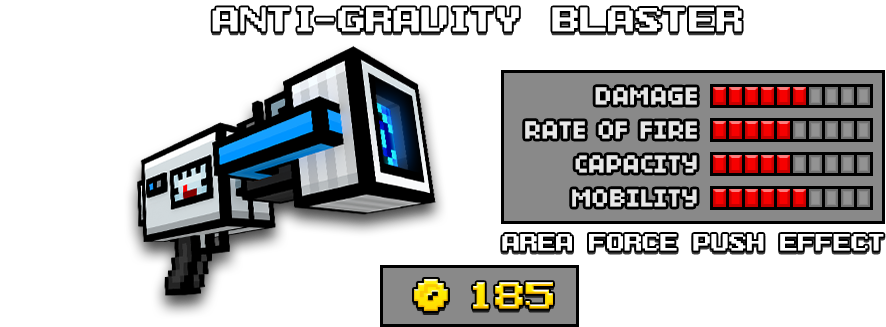 ANTI-GRAVITY BLASTER
DAMAGE
RATE OF FIRE
CAPACITY
MOBILITY
AREA FORCE PUSH EFFECT
185